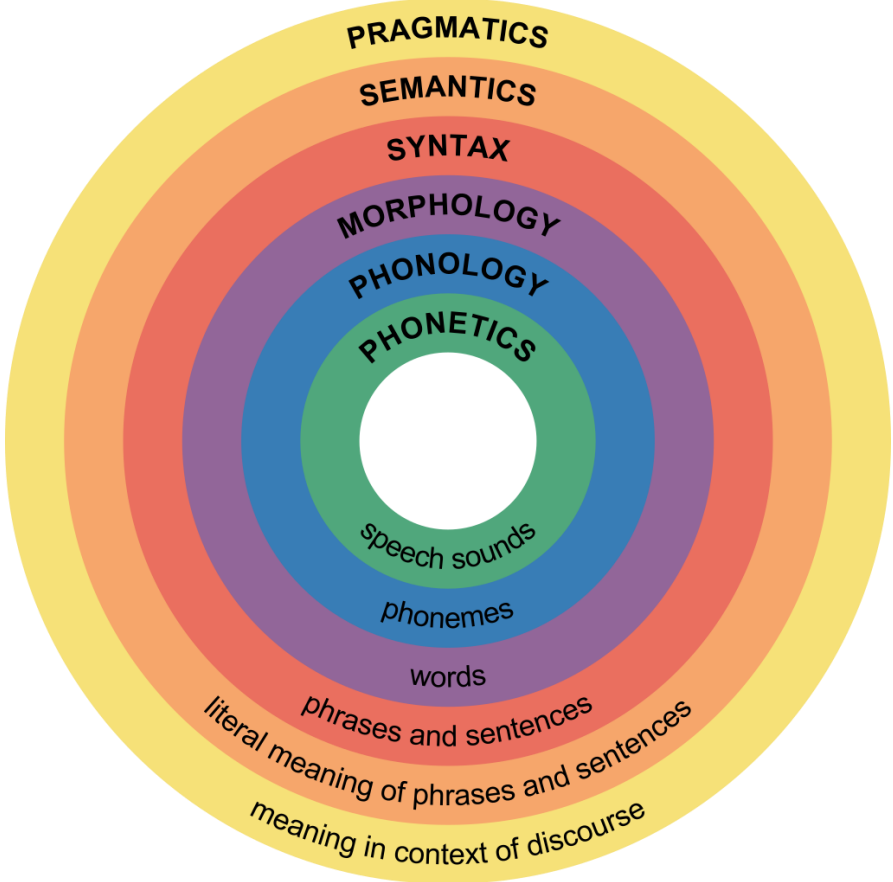 PRAGMATICS
SEMANTICS
SYNTAX
MORPHOLOGY
PHONOLOGY
PHONETICS
speech sounds
phonemes
words
phrases and sentences
literal meaning of phrases and sentences
meaning in context of discourse